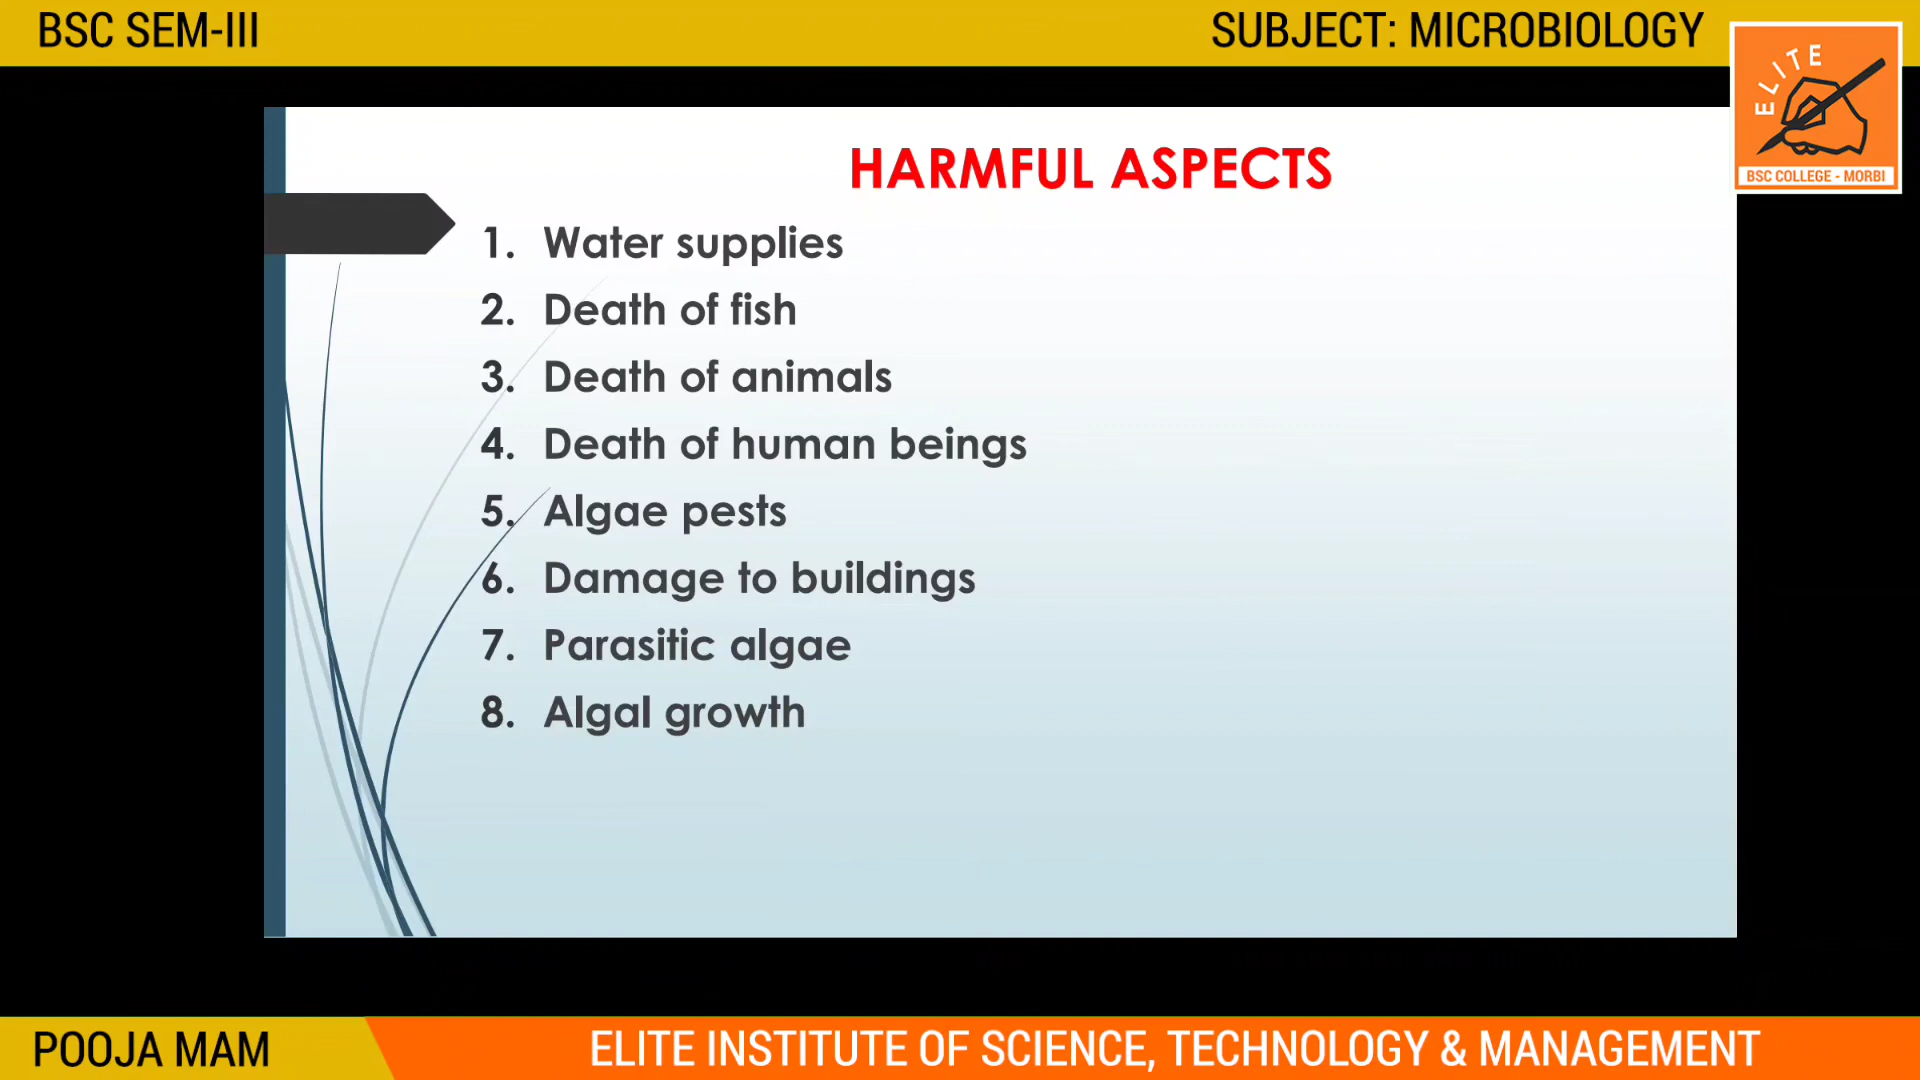 BSC SEM-III
SUBJECT: MICROBIOLOGY
ELITE
BSC COLLEGE - MORBI
HARMFUL ASPECTS
1. Water supplies
2. Death of fish
3. Death of animals
4. Death of human beings
5. Algae pests
6. Damage to buildings
7. Parasitic algae
8. Algal growth
POOJA MAM
ELITE INSTITUTE OF SCIENCE, TECHNOLOGY & MANAGEMENT